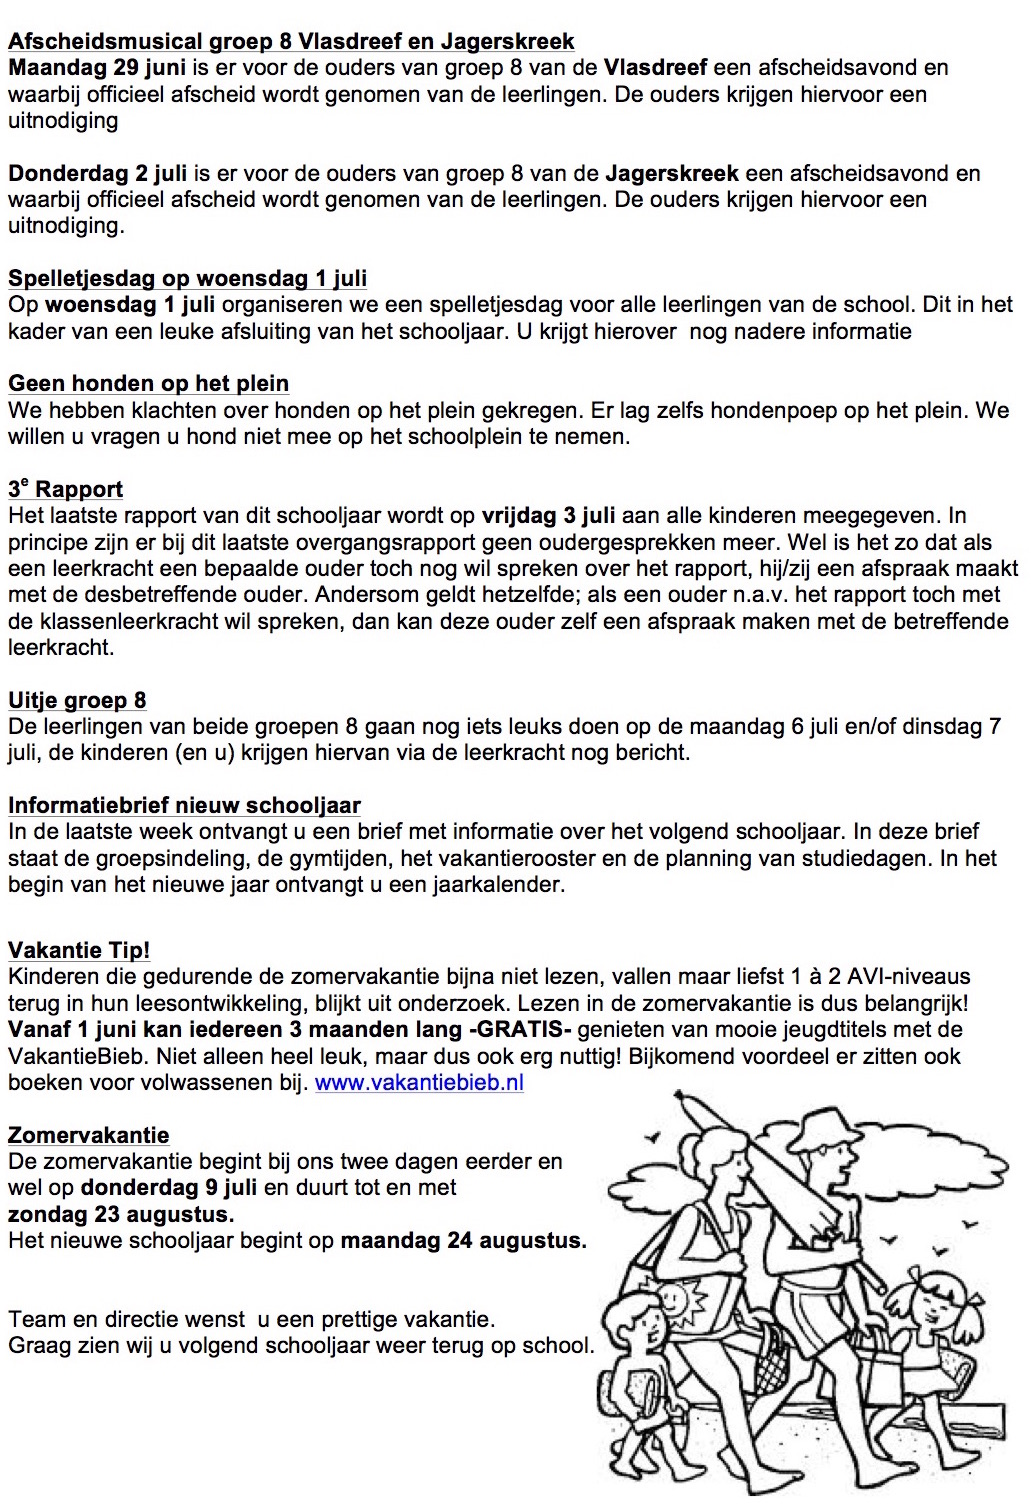 Afscheidsmusical groep 8 Vlasdreef en Jagerskreek
Maandag 29 juni is er voor de ouders van groep 8 van de Vlasdreef een afscheidsavond en
waarbij officieel afscheid wordt genomen van de leerlingen. De ouders krijgen hiervoor een
uitnodiging
Donderdag 2 juli is er voor de ouders van groep 8 van de Jagerskreek een afscheidsavond en
waarbij officieel afscheid wordt genomen van de leerlingen. De ouders krijgen hiervoor een
uitnodiging.
Spelletjesdag op woensdag 1 juli
Op woensdag 1 juli organiseren we een spelletjesdag voor alle leerlingen van de school. Dit in het
kader van een leuke afsluiting van het schooljaar. U krijgt hierover  nog nadere informatie
Geen honden op het plein
We hebben klachten over honden op het plein gekregen. Er lag zelfs hondenpoep op het plein. We
willen u vragen u hond niet mee op het schoolplein te nemen.
3e Rapport
Het laatste rapport van dit schooljaar wordt op vrijdag 3 juli aan alle kinderen meegegeven. In
principe zijn er bij dit laatste overgangsrapport geen oudergesprekken meer. Wel is het zo dat als
een leerkracht een bepaalde ouder toch nog wil spreken over het rapport, hij/zij een afspraak maakt
met de desbetreffende ouder. Andersom geldt hetzelfde; als een ouder n.a.v. het rapport toch met
de klassenleerkracht wil spreken, dan kan deze ouder zelf een afspraak maken met de betreffende
leerkracht.
Uitje groep 8
De leerlingen van beide groepen 8 gaan nog iets leuks doen op de maandag 6 juli en/of dinsdag 7
juli, de kinderen (en u) krijgen hiervan via de leerkracht nog bericht.
Informatiebrief nieuw schooljaar
In de laatste week ontvangt u een brief met informatie over het volgend schooljaar. In deze brief
staat de groepsindeling, de gymtijden, het vakantierooster en de planning van studiedagen. In het
begin van het nieuwe jaar ontvangt u een jaarkalender.
Vakantie Tip!
Kinderen die gedurende de zomervakantie bijna niet lezen, vallen maar liefst 1 à 2 AVI-niveaus
terug in hun leesontwikkeling, blijkt uit onderzoek. Lezen in de zomervakantie is dus belangrijk!
Vanaf 1 juni kan iedereen 3 maanden lang -GRATIS- genieten van mooie jeugdtitels met de
VakantieBieb. Niet alleen heel leuk, maar dus ook erg nuttig! Bijkomend voordeel er zitten ook
boeken voor volwassenen bij. www.vakantiebieb.nl
Zomervakantie
De zomervakantie begint bij ons twee dagen eerder en
wel op donderdag 9 juli en duurt tot en met
zondag 23 augustus.
Het nieuwe schooljaar begint op maandag 24 augustus.
Team en directie wenst  u een prettige vakantie.
Graag zien wij u volgend schooljaar weer terug op school.